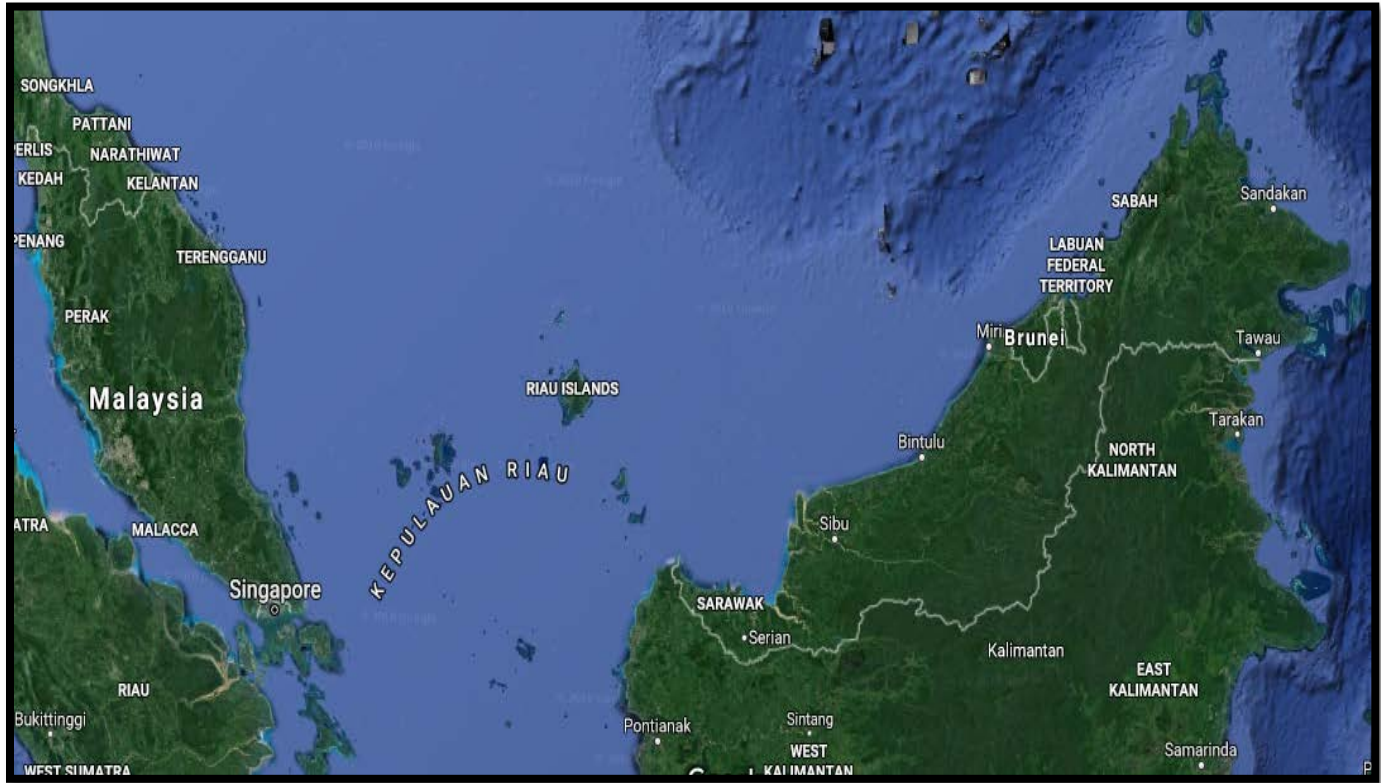 SONGKHLA
PATTANI
ERLIS
NARATHIWAT
KEDAH
KELANTAN
SABAH
Sandakan
PENANG
TERENGGANU
LABUAN
FEDERAL
TERRITORY
PERAK
Miri
Brunei
Tawau
Malaysia
RIAU ISLANDS
Tarakan
Bintulu
NORTH
KALIMANTAN
KEPULAUAN RIAU
ATRA
MALACCA
Sibu
Singapore
SARAWAK
Serian
Kalimantan
RIAU
EAST
KALIMANTAN
Bukittinggi
Pontianak
Sintang
WEST
KALIMANTAN
Samarinda
WEST SUMATRA